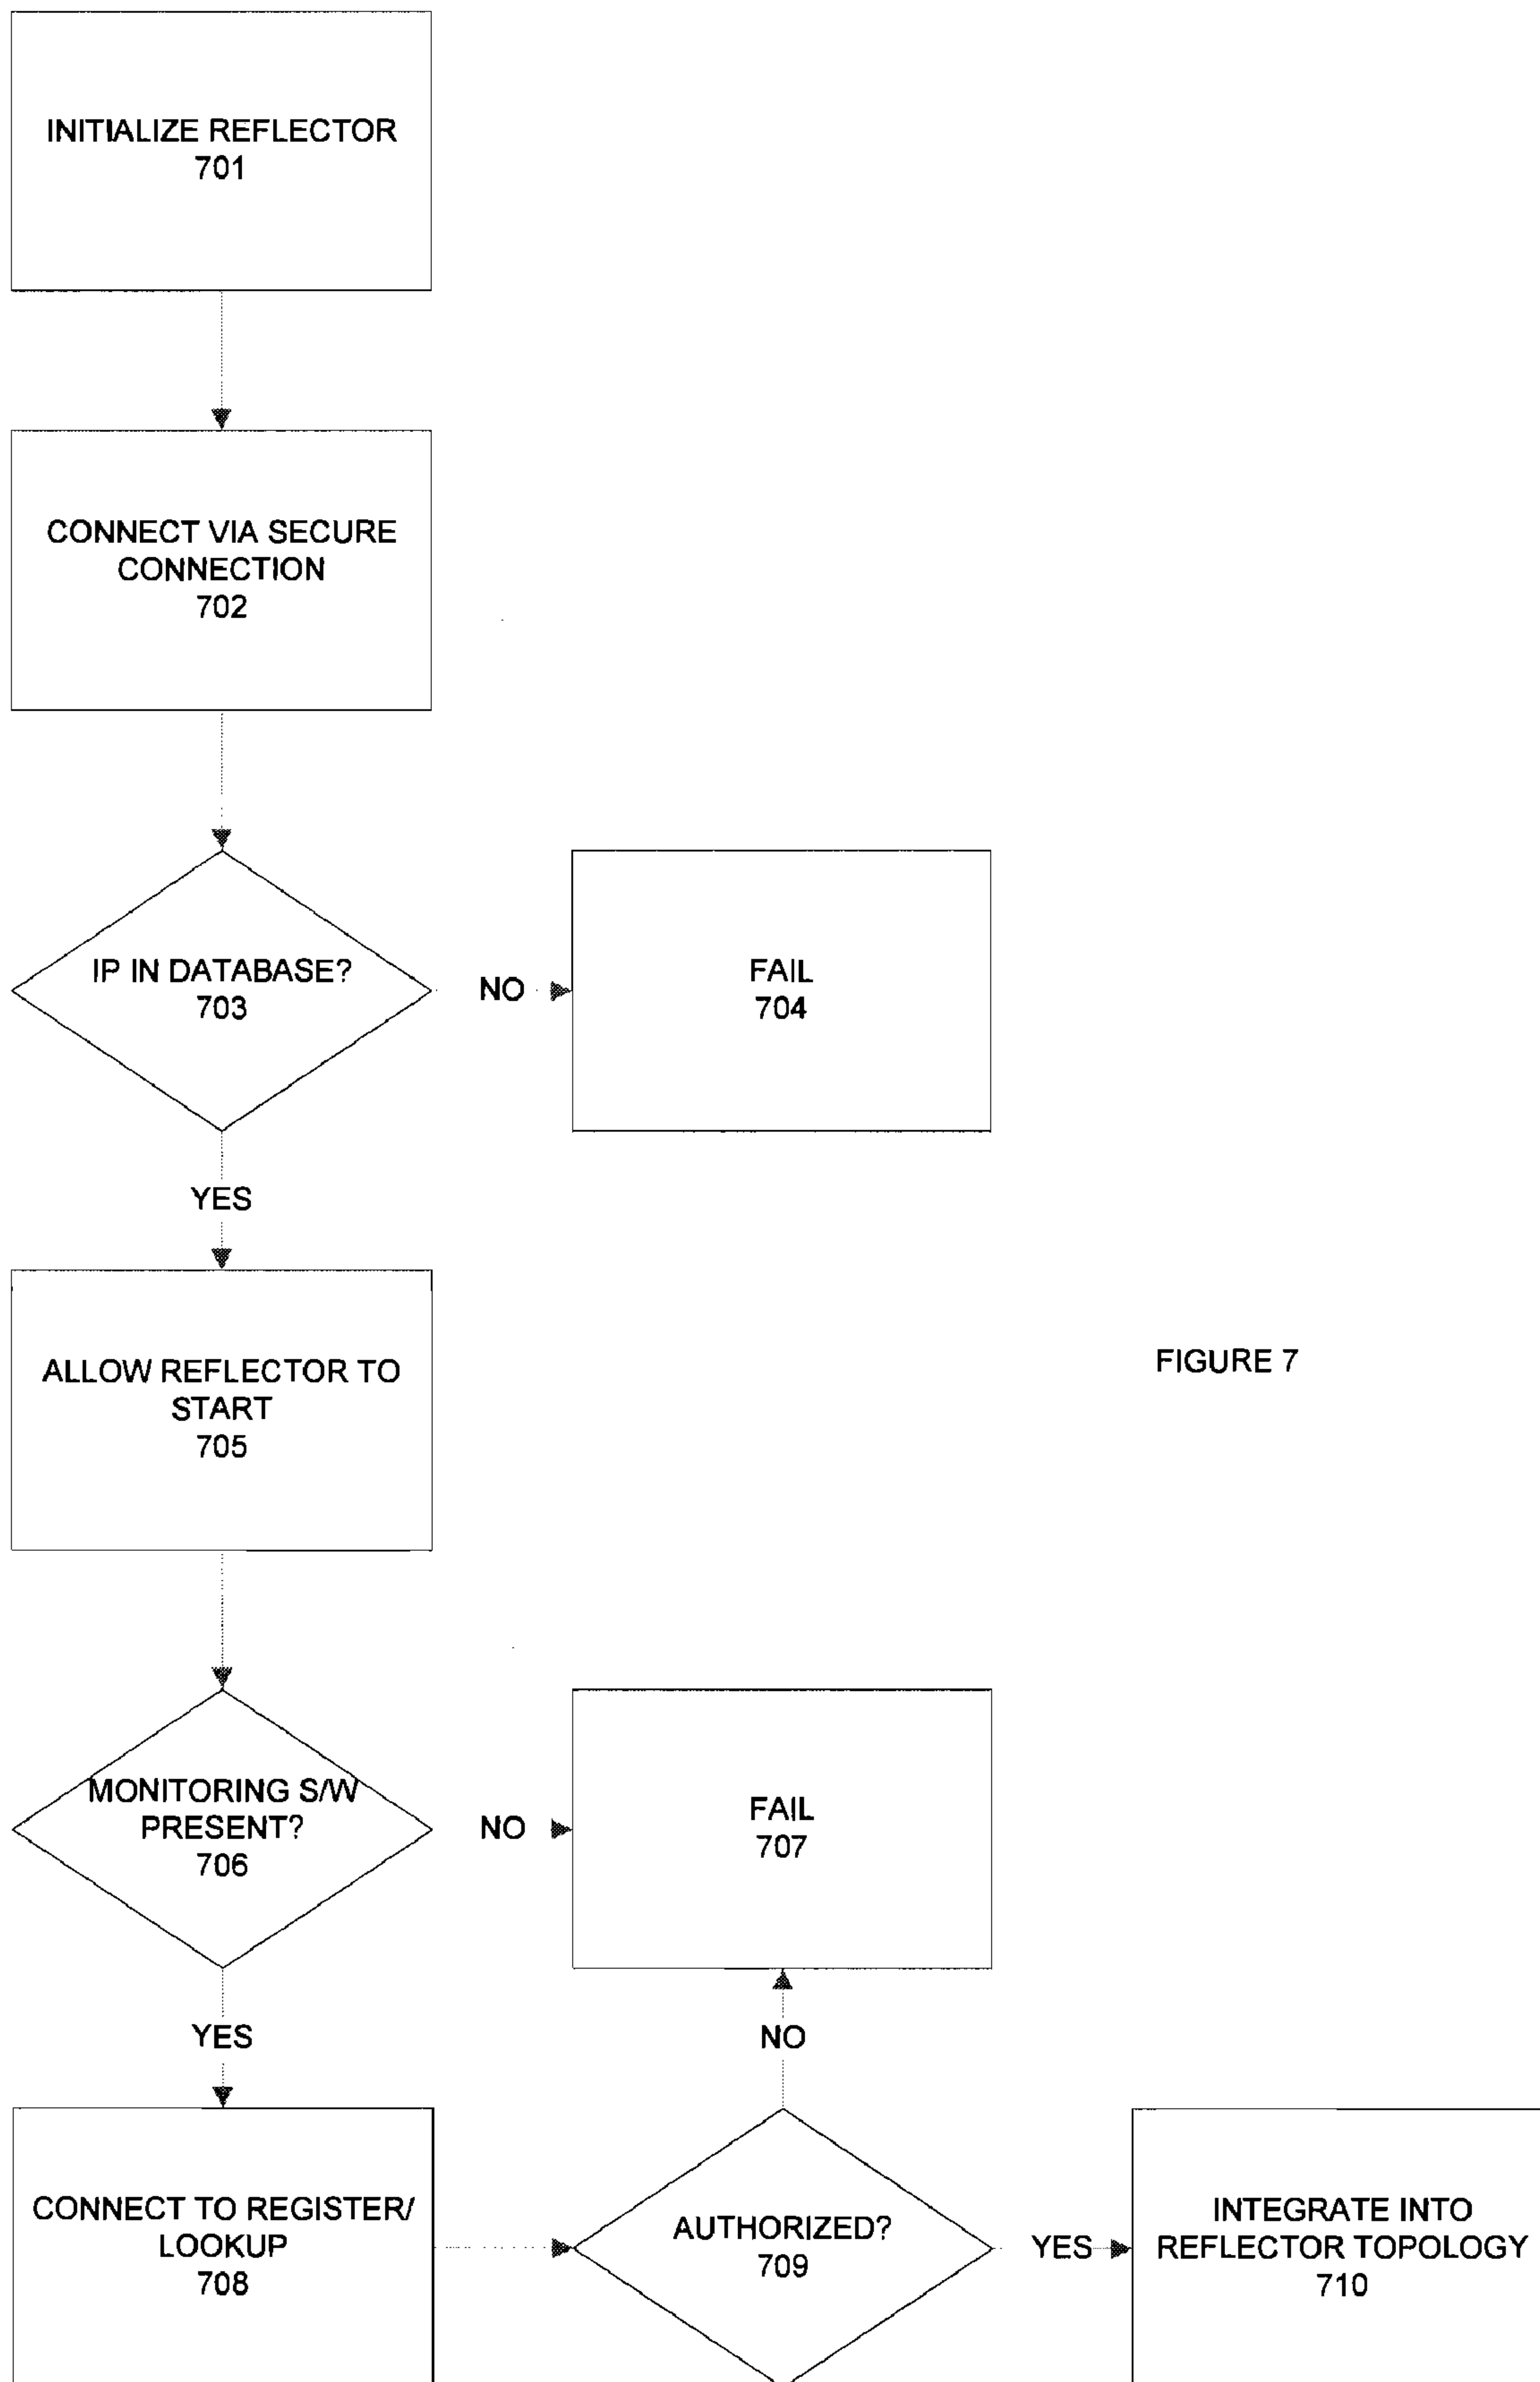 INITIALIZE REFLECTOR
701
CONNECT VIA SECURE
CONNECTION
702
IP IN DATABASE?
703
NO
FAIL
704
YES
ALLOW REFLECTOR TO
START
705
FIGURE 7
MONITORING S/W
PRESENT?
706
NO
FAIL
707
YES
NO
CONNECT TO REGISTER/
LOOKUP
708
AUTHORIZED?
709
YES
INTEGRATE INTO
REFLECTOR TOPOLOGY
710